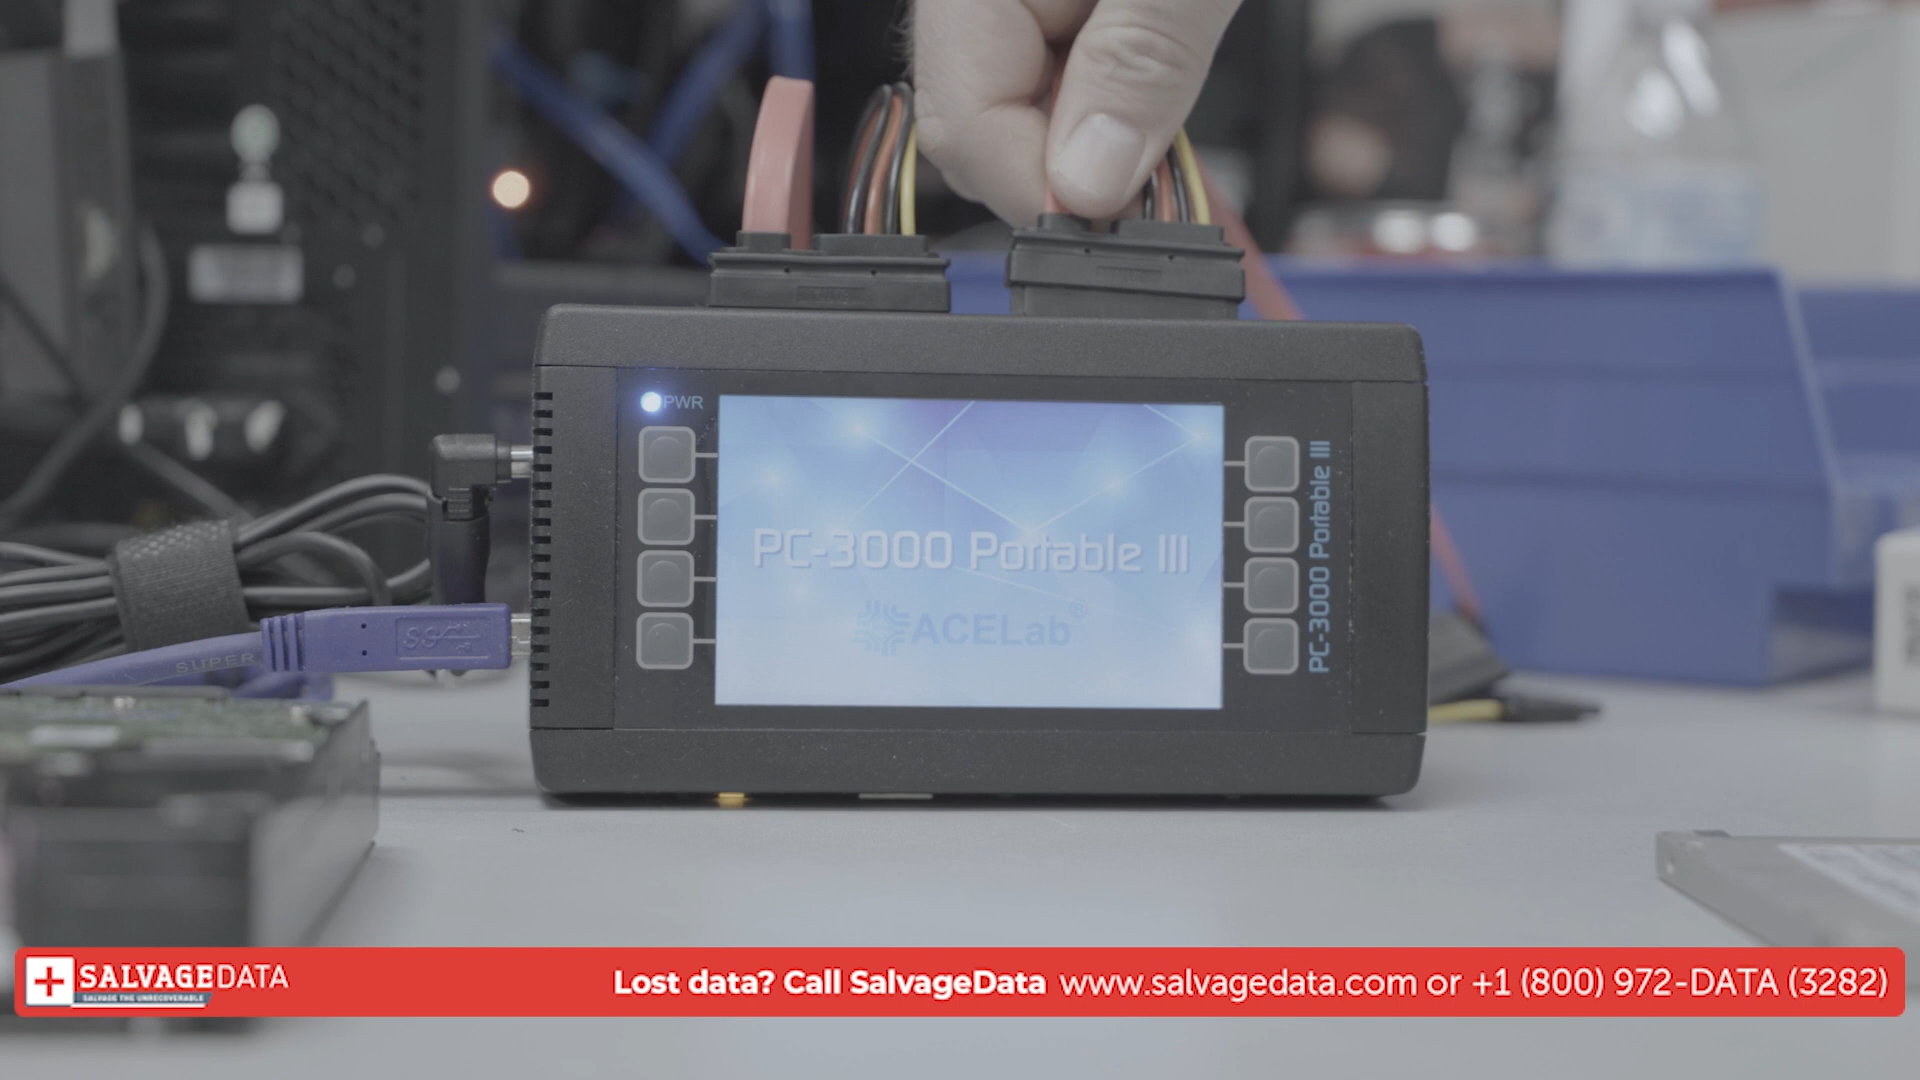 PWR
PC-3000 Portable III
ACELab®
PC-3000 Portable III
SUPER
SS
SALVAGEDATA
SALVAGE THE UNRECOVERABLE
Lost data? Call SalvageData www.salvagedata.com or +1 (800) 972-DATA (3282)